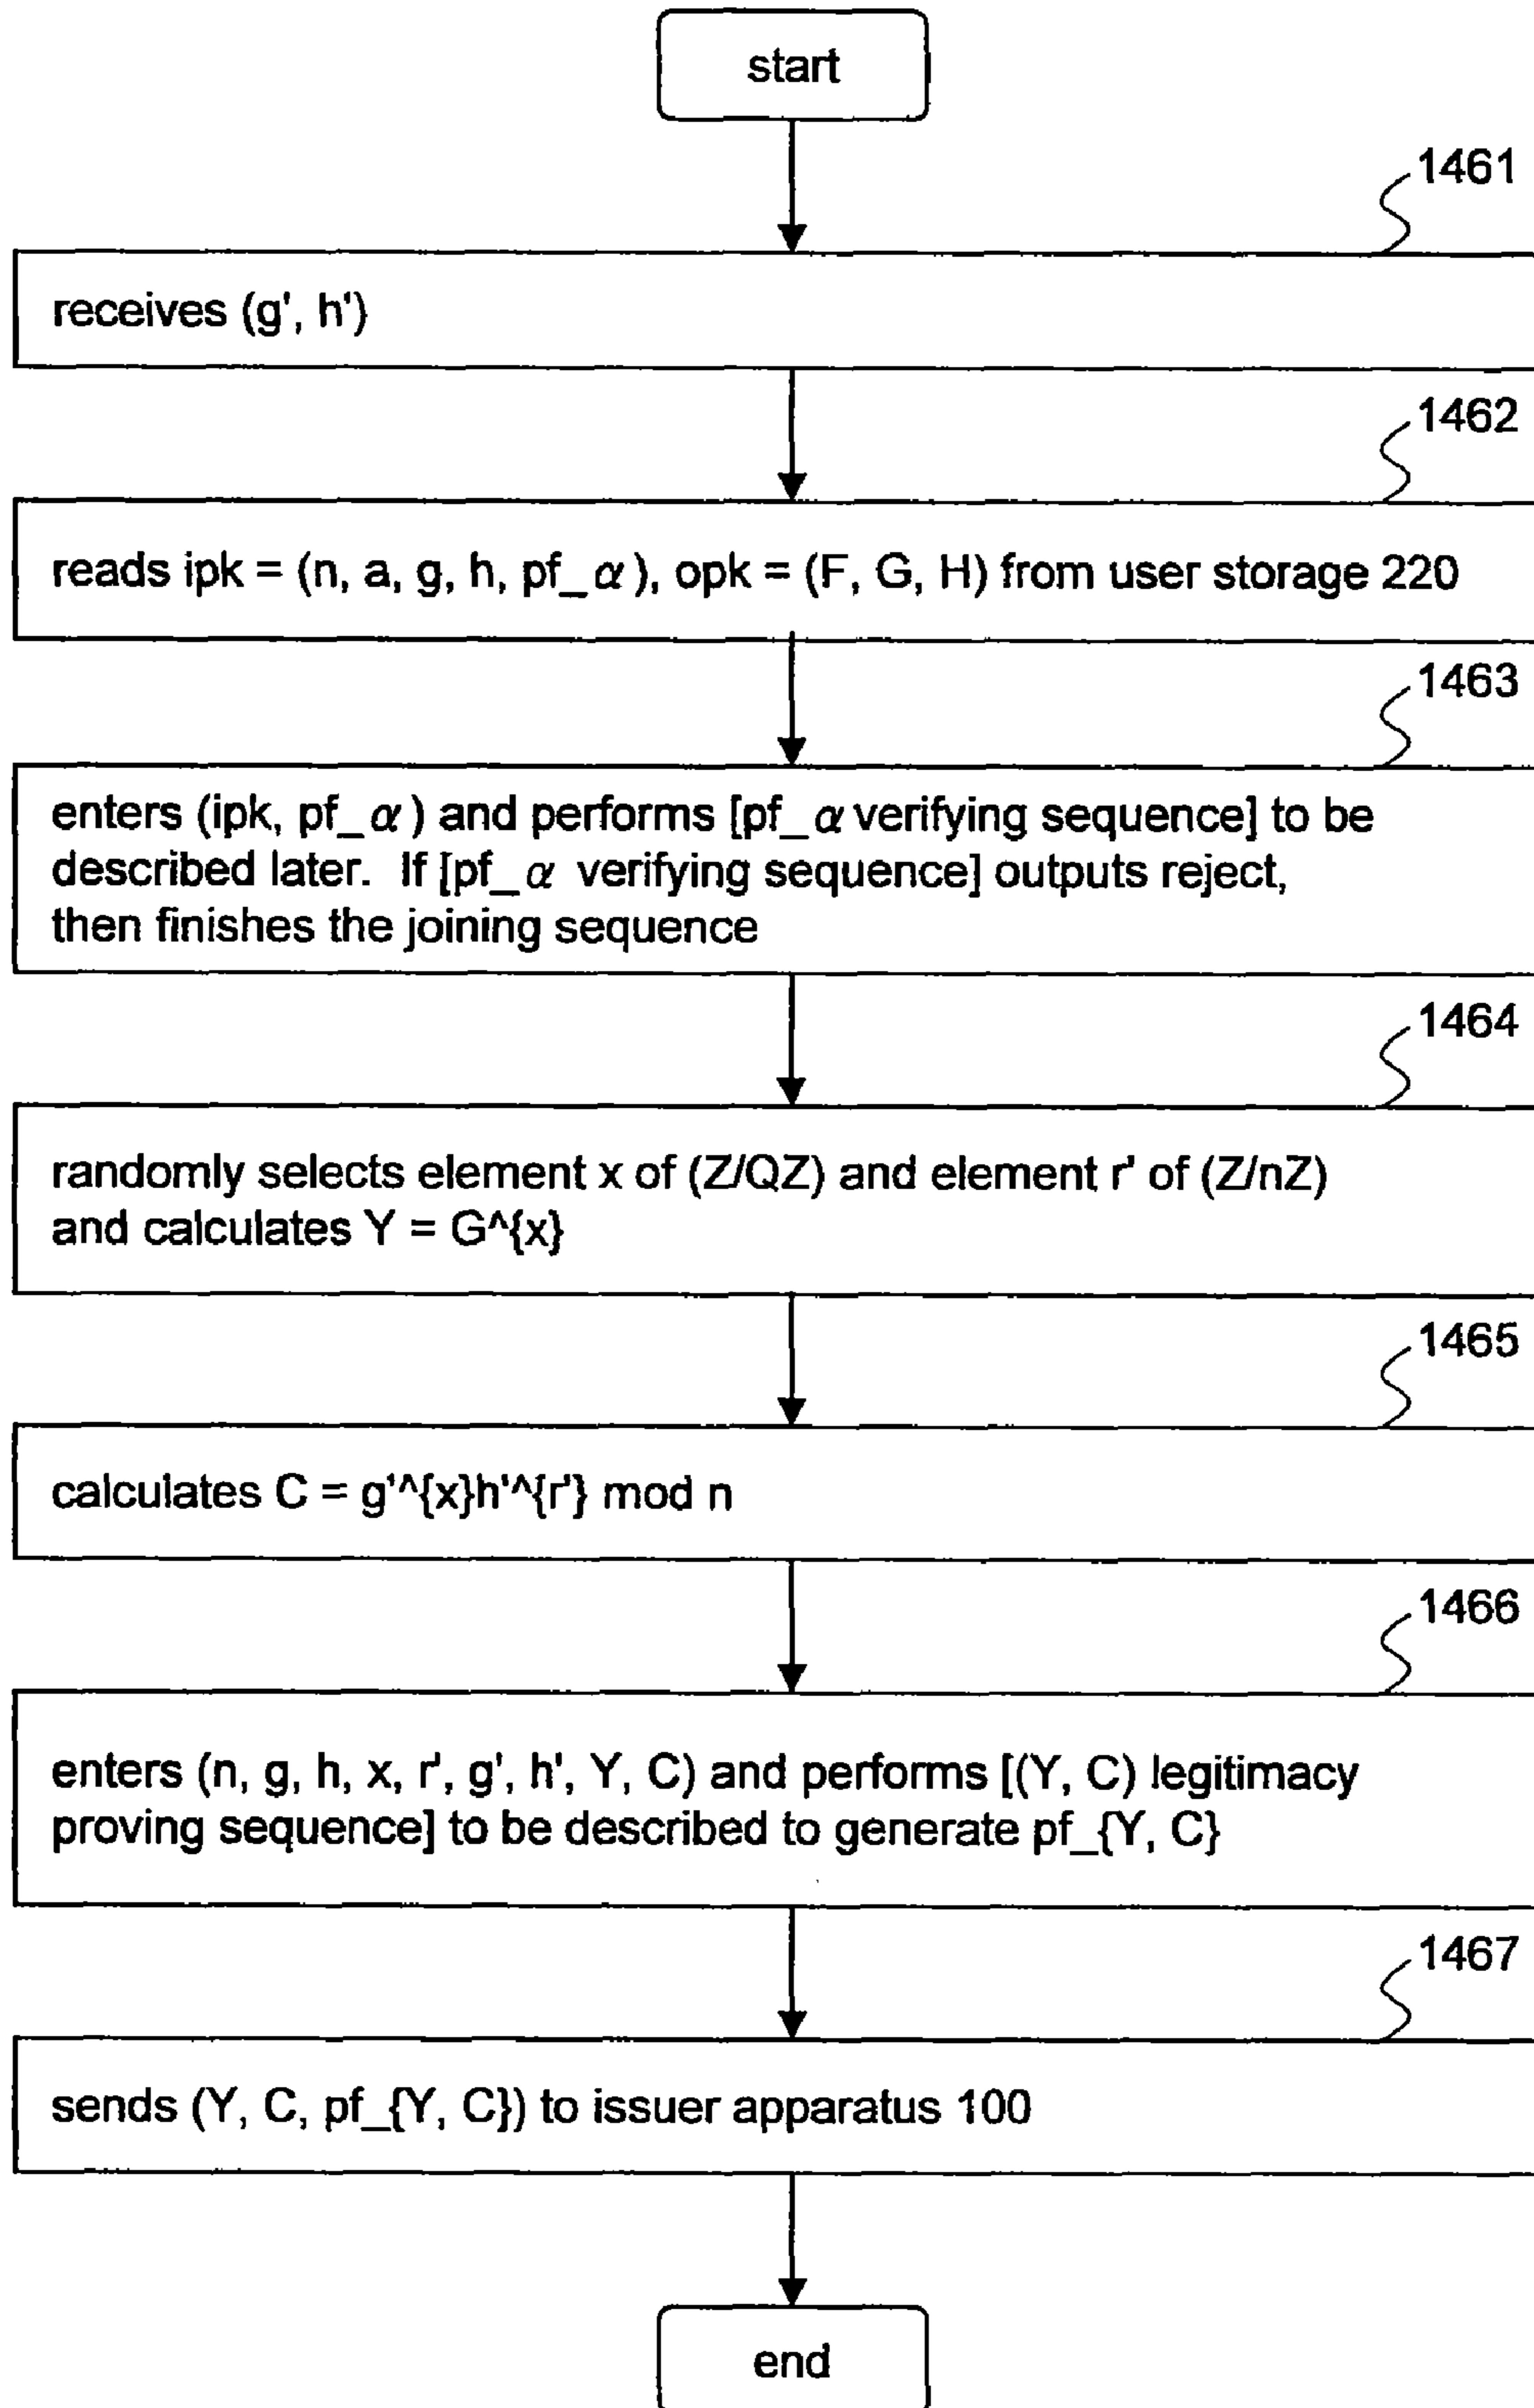 start
1461
receives (g', h')
1462
reads ipk = (n, a, g, h, pf_α), opk = (F, G, H) from user storage 220
1463
enters (ipk, pf_α) and performs [pf_α verifying sequence] to be
described later. If [pf_α verifying sequence] outputs reject,
then finishes the joining sequence
1464
randomly selects element x of (Z/QZ) and element r' of (Z/nZ)
and calculates Y = G^{x}
1465
calculates C = g'^{x}h'^{r'} mod n
1466
enters (n, g, h, x, r', g', h', Y, C) and performs [(Y, C) legitimacy
proving sequence] to be described to generate pf_{Y, C}
1467
sends (Y, C, pf_{Y, C}) to issuer apparatus 100
end